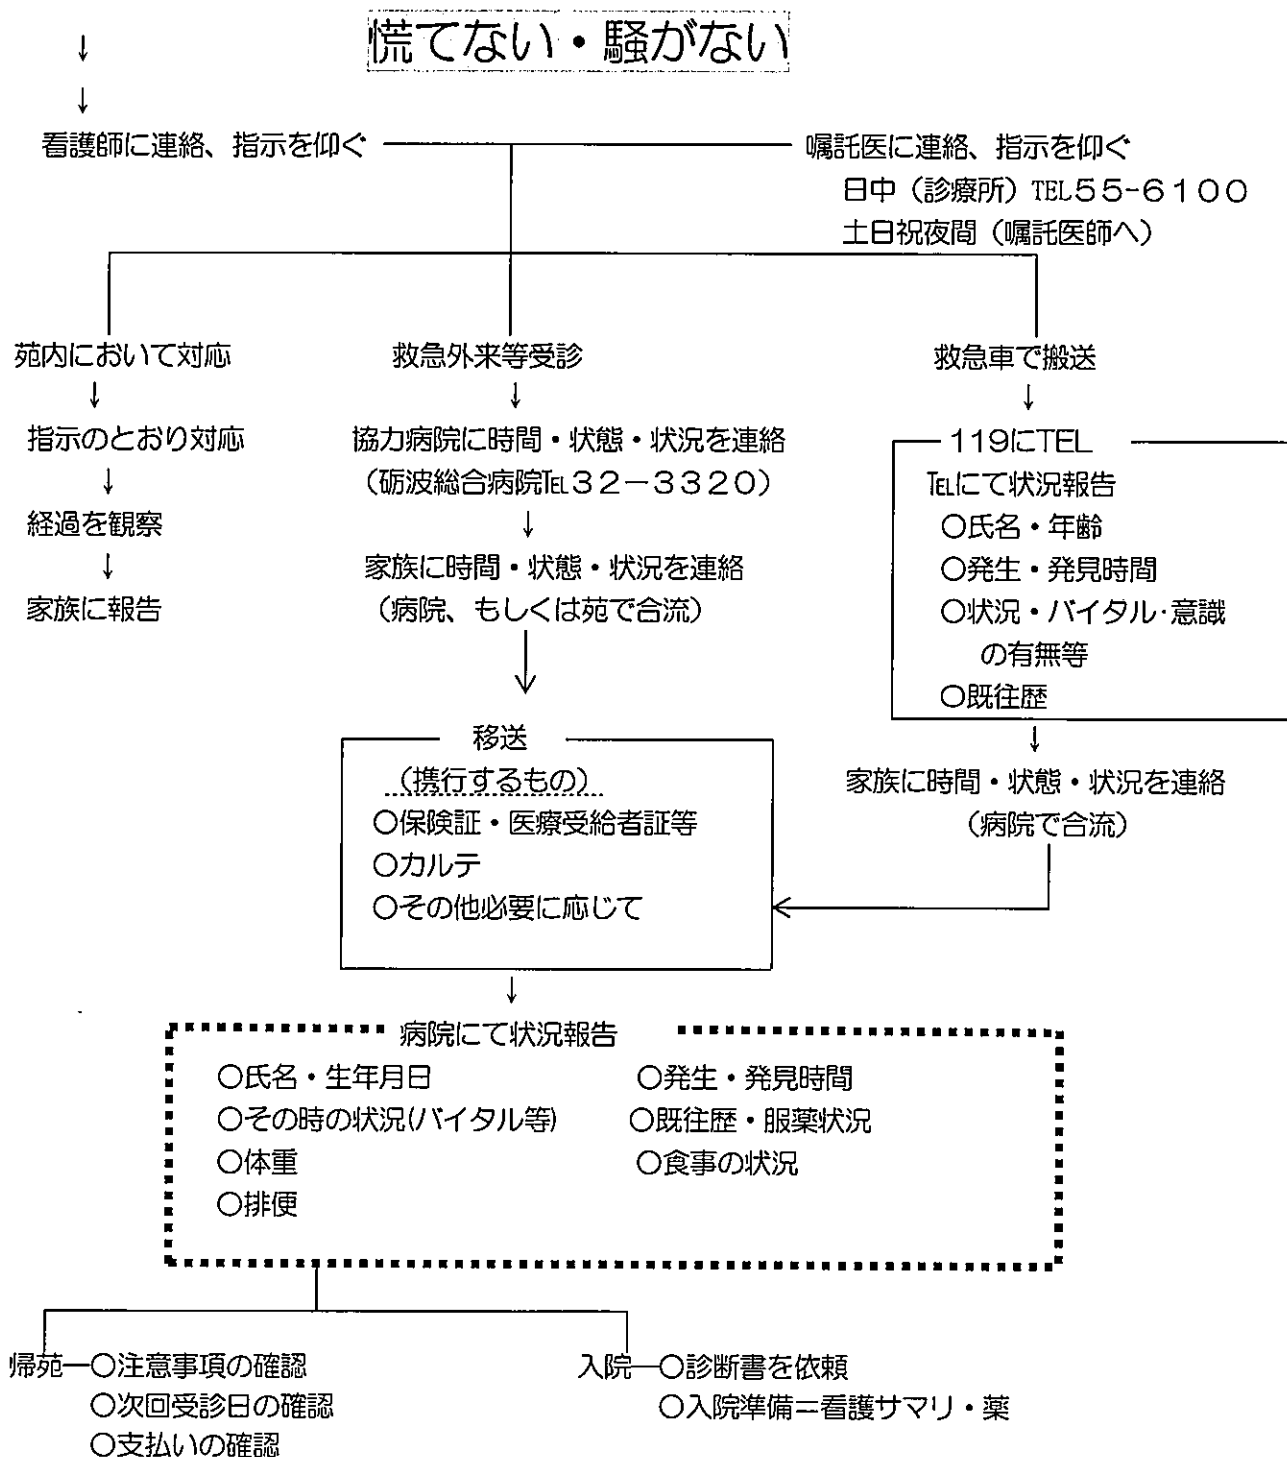 慌てない・騒がない
↓
↓
看護師に連絡、指示を仰ぐ
嘱託医に連絡、指示を仰ぐ
日中（診療所）TEL55-6100
土日祝夜間（嘱託医師へ）
苑内において対応
↓
指示のとおり対応
↓
経過を観察
↓
家族に報告
救急外来等受診
↓
協力病院に時間・状態・状況を連絡
（砺波総合病院℡32－3320）
↓
家族に時間・状態・状況を連絡
（病院、もしくは苑で合流）
救急車で搬送
↓
119にTEL
℡にて状況報告
○氏名・年齢
○発生・発見時間
○状況・バイタル・意識
の有無等
○既往歴
↓
家族に時間・状態・状況を連絡
（病院で合流）
移送
（携行するもの）
○保険証・医療受給者証等
○カルテ
○その他必要に応じて
↓
病院にて状況報告
○氏名・生年月日
○その時の状況(バイタル等)
○体重
○排便
○発生・発見時間
○既往歴・服薬状況
○食事の状況
帰苑―○注意事項の確認
○次回受診日の確認
○支払いの確認
入院―○診断書を依頼
○入院準備＝看護サマリ・薬